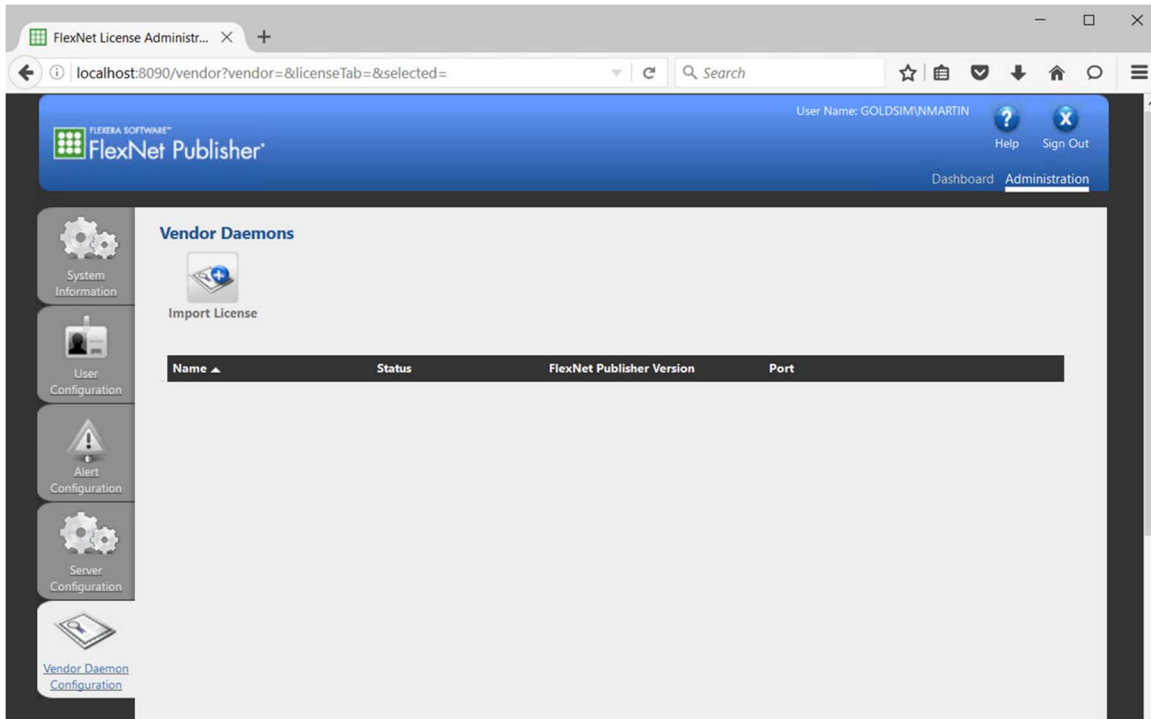 FlexNet License Administr...
localhost:8090/vendor?vendor=&licenseTab=&selected=
Search
FLEXERA SOFTWARE™
FlexNet Publisher®
User Name: GOLDSIM\NMARTIN
Help
Sign Out
Dashboard
Administration
System
Information
User
Configuration
Alert
Configuration
Server
Configuration
Vendor Daemon
Configuration
Vendor Daemons
Import License
Name
Status
FlexNet Publisher Version
Port